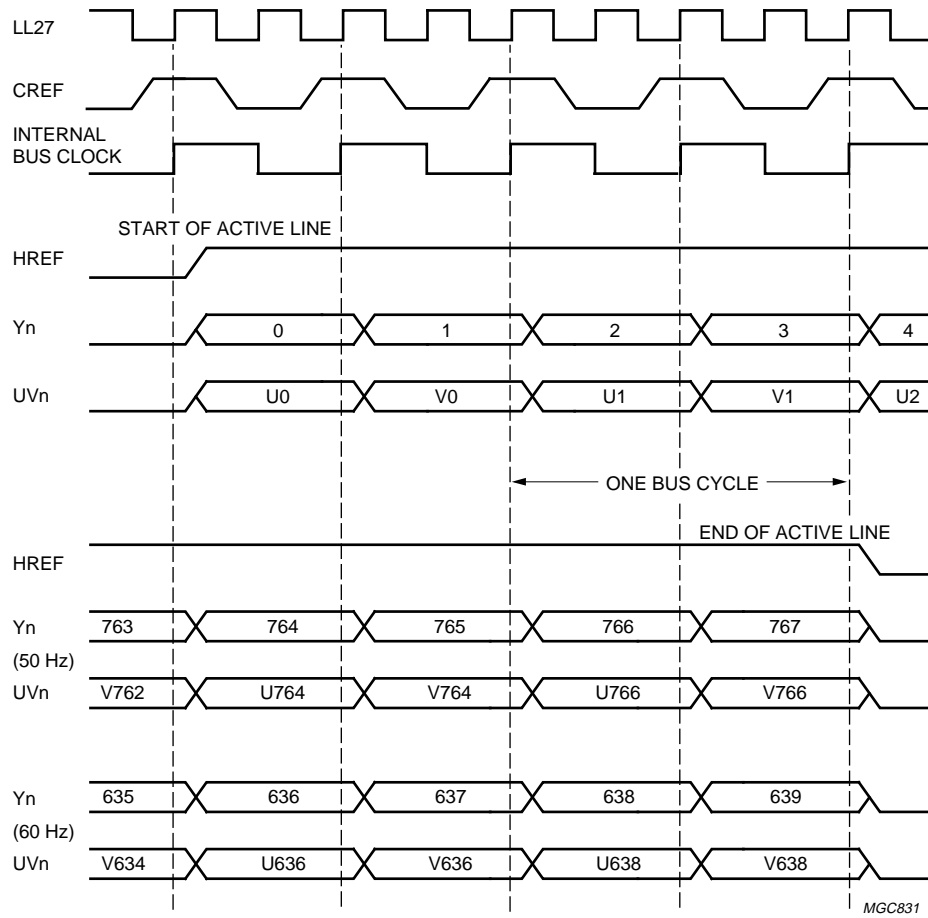 LL27
CREF
INTERNAL
BUS CLOCK
START OF ACTIVE LINE
HREF
Yn 0 1 2 3 4
UVn U0 V0 U1 V1 U2
ONE BUS CYCLE
END OF ACTIVE LINE
HREF
Yn 763 764 765 766 767
(50 Hz)
UVn V762 U764 V764 U766 V766
Yn 635 636 637 638 639
(60 Hz)
UVn V634 U636 V636 U638 V638
MGC831